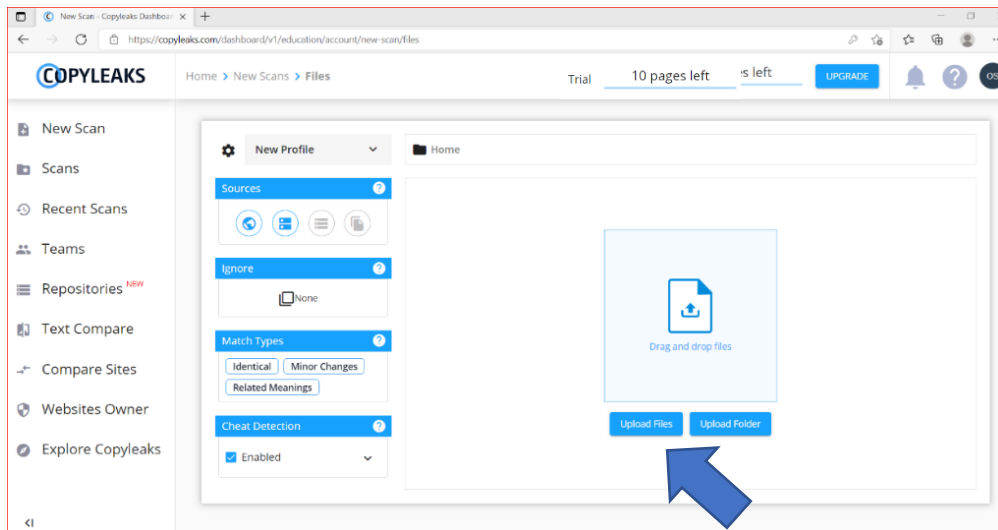 New Scan - Copyleaks Dashboar
https://copyleaks.com/dashboard/v1/education/account/new-scan/files
COPYLEAKS
Home > New Scans > Files
Trial
10 pages left
s left
UPGRADE
OS
New Scan
Scans
Recent Scans
Teams
Repositories NEW
Text Compare
Compare Sites
Websites Owner
Explore Copyleaks
New Profile
Sources
Ignore
None
Match Types
Identical Minor Changes
Related Meanings
Cheat Detection
Enabled
Home
Drag and drop files
Upload Files Upload Folder